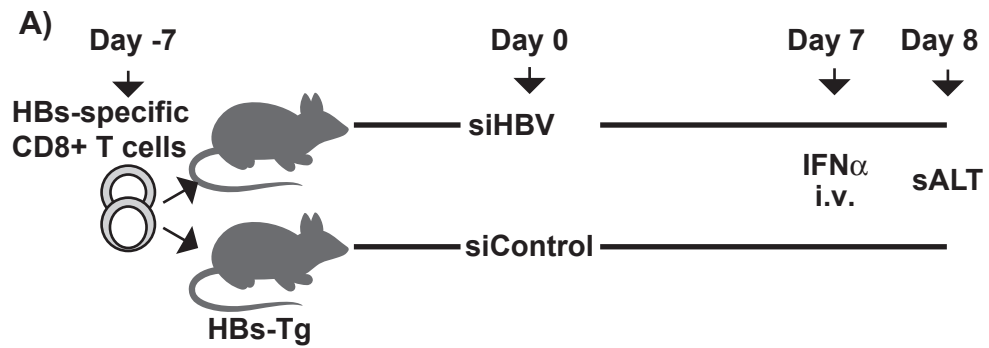 A)
Day -7
Day 0
Day 7
Day 8
HBs-specific
CD8+ T cells
siHBV
IFNα
i.v.
sALT
siControl
HBs-Tg